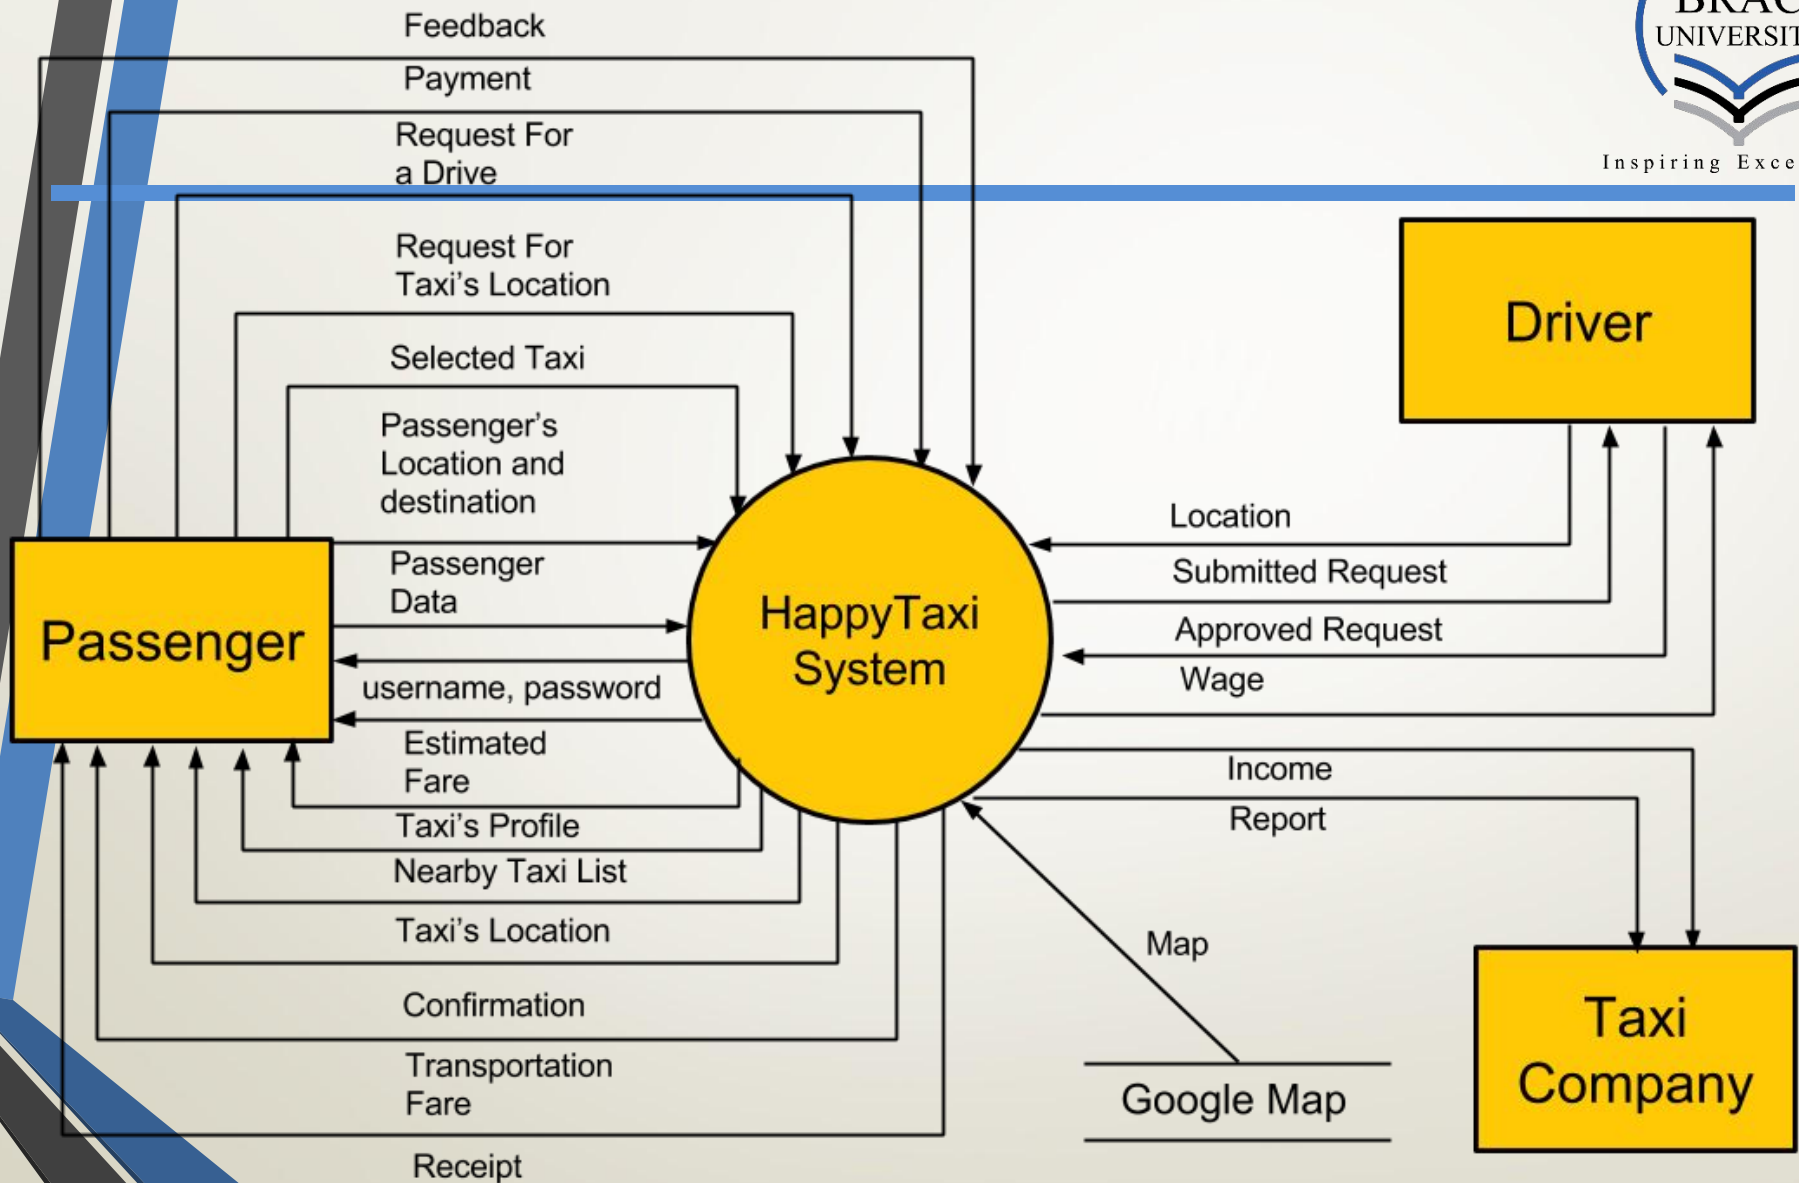 Feedback
Payment
Request For
a Drive
Request For
Taxi's Location
Selected Taxi
Passenger's
Location and
destination
Passenger
Data
Passenger
username, password
Estimated
Fare
Taxi's Profile
Nearby Taxi List
Taxi's Location
Confirmation
Transportation
Fare
Receipt
HappyTaxi
System
BRAC
UNIVERSIT
Inspiring Exce
Driver
Location
Submitted Request
Approved Request
Wage
Income
Report
Map
Google Map
Taxi
Company